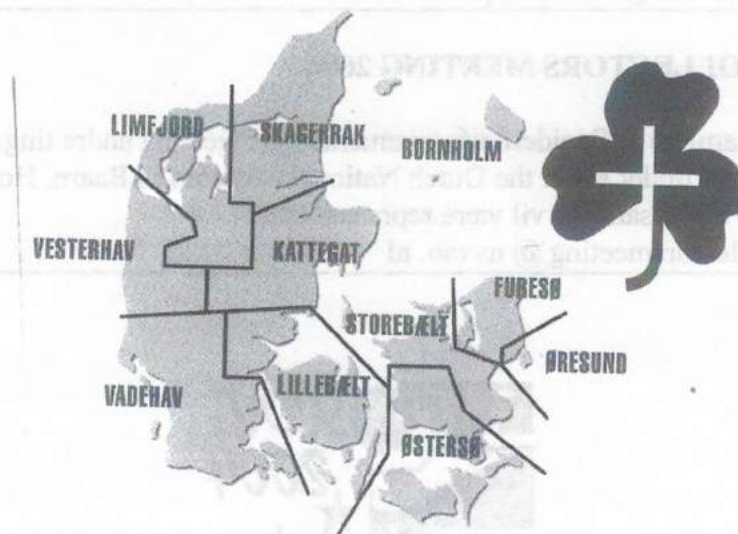 LIMFJORD
SKAGERRAK
BORNHOLM
VESTERHAV
KATTEGAT
FURESØ
STOREBÆLT
ØRESUND
VADEHAV
LILLEBÆLT
ØSTERSØ